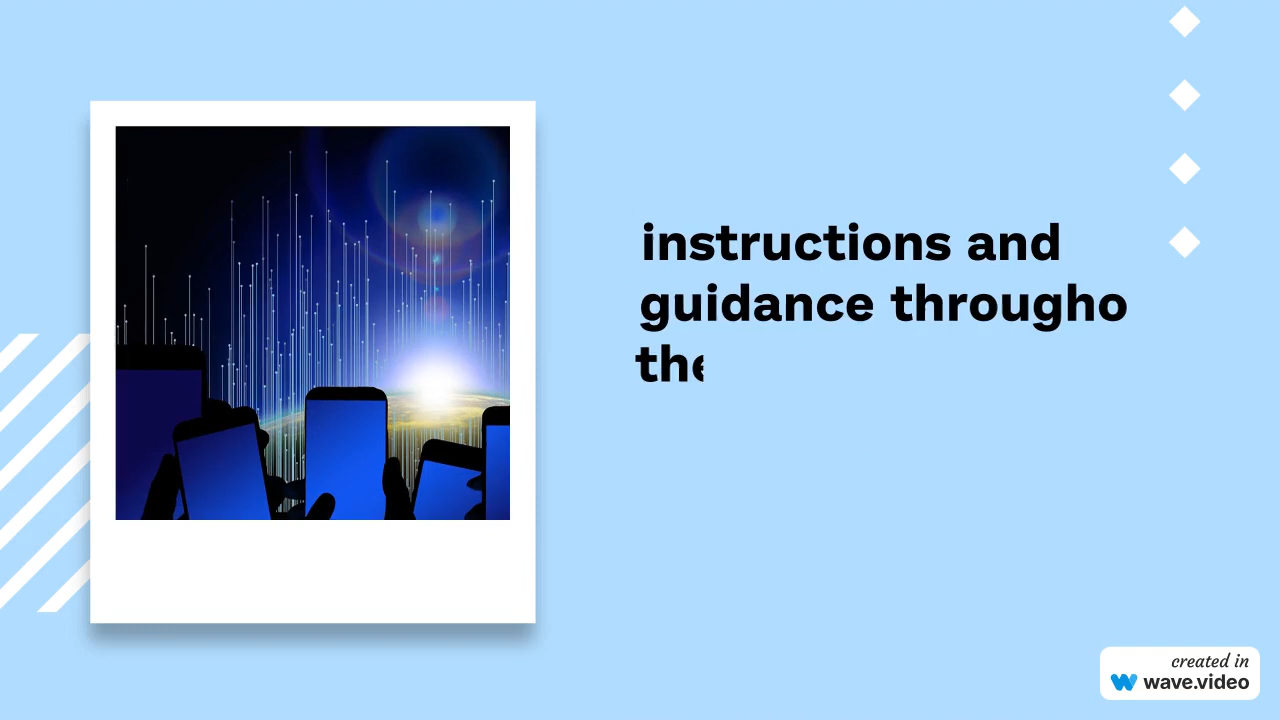 instructions and
guidance througho
the
created in
wave.video